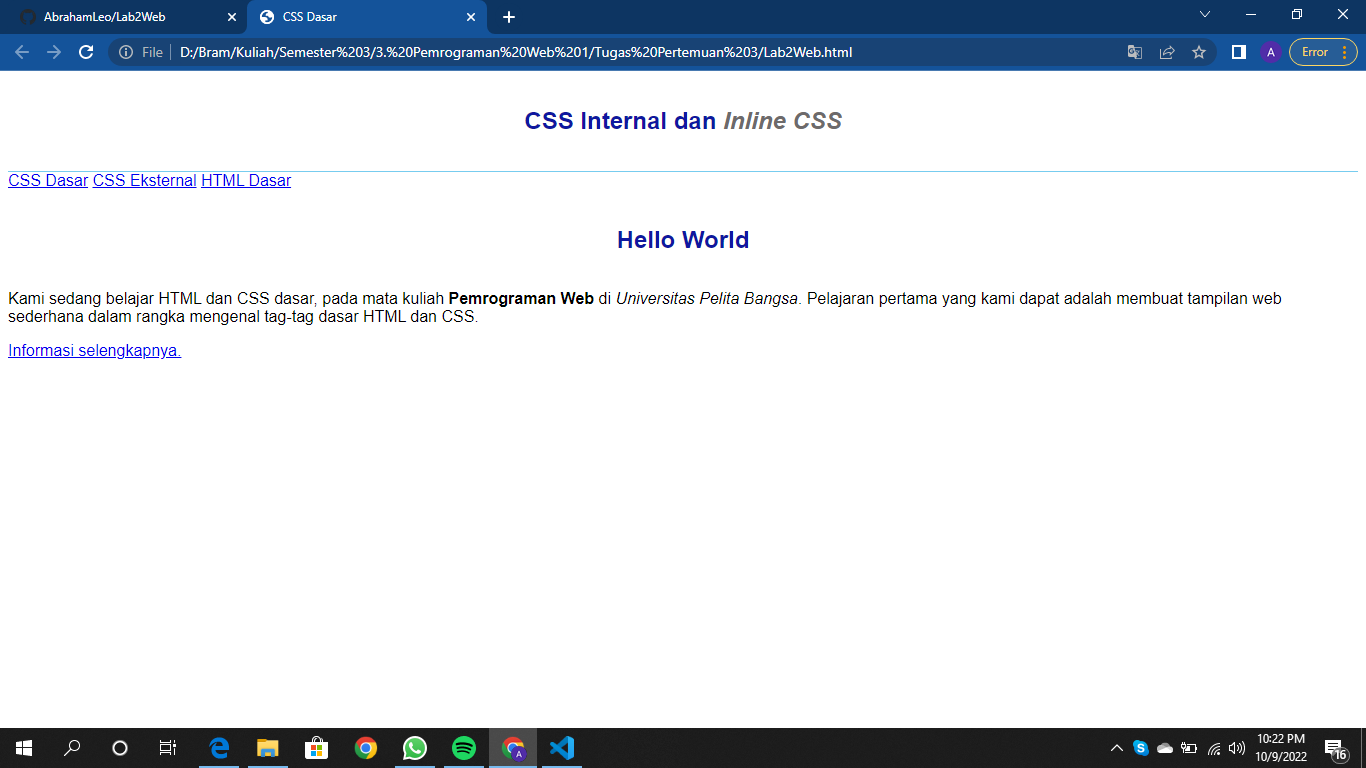 AbrahamLeo/Lab2Web
CSS Dasar
File
D:/Bram/Kuliah/Semester%203/3.%20Pemrograman%20Web%201/Tugas%20Pertemuan%203/Lab2Web.html
A
Error
CSS Internal dan Inline CSS
CSS Dasar CSS Eksternal HTML Dasar
Hello World
Kami sedang belajar HTML dan CSS dasar, pada mata kuliah Pemrograman Web di Universitas Pelita Bangsa. Pelajaran pertama yang kami dapat adalah membuat tampilan web
sederhana dalam rangka mengenal tag-tag dasar HTML dan CSS.
Informasi selengkapnya.
A
10:22 PM
10/9/2022
16